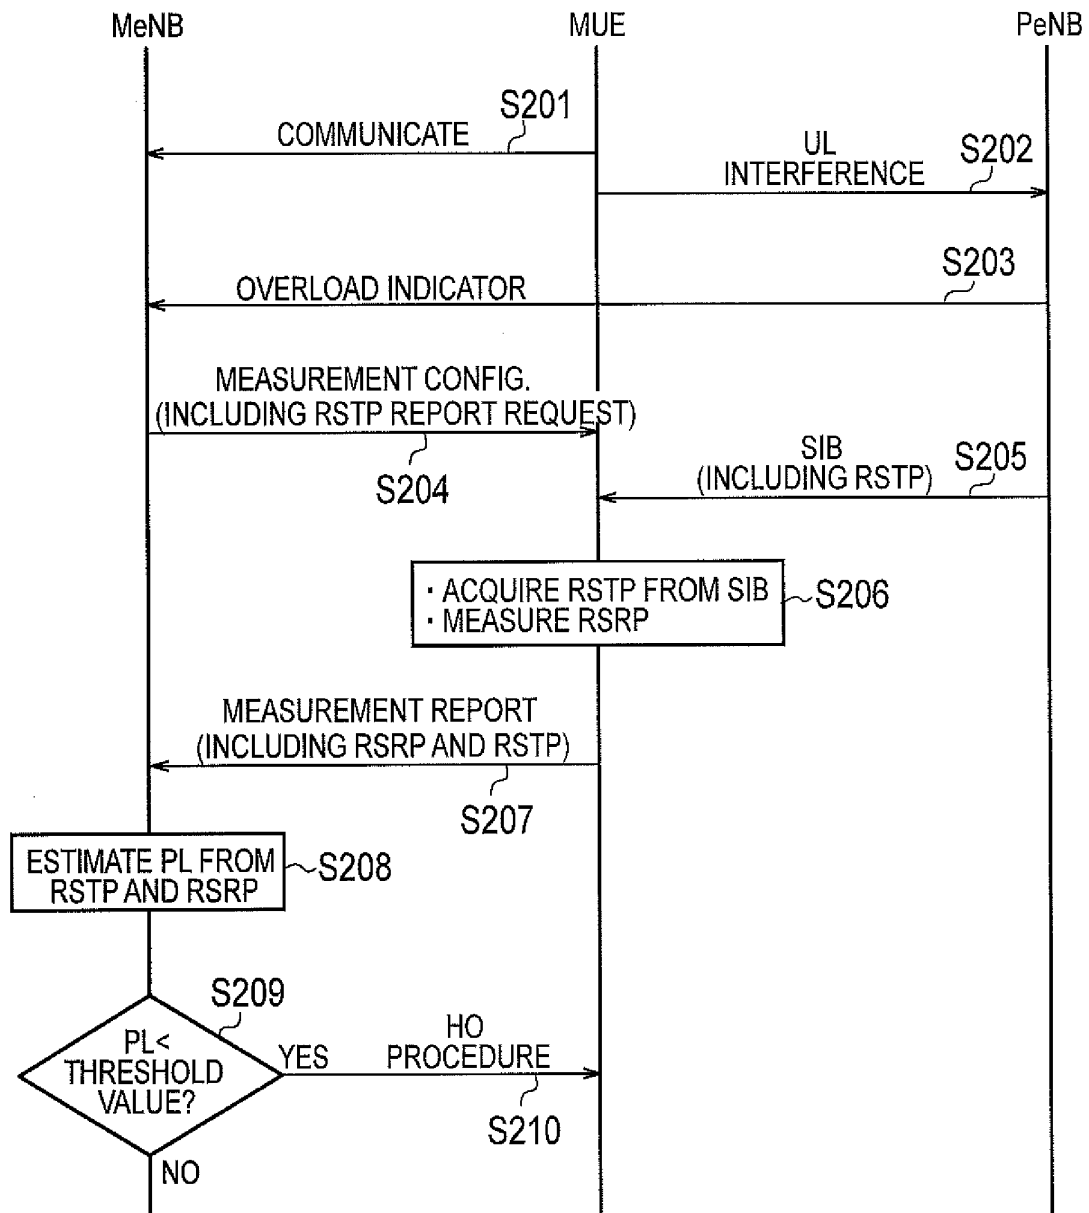 MeNB
MUE
PeNB
S201
COMMUNICATE
UL
INTERFERENCE
S202
S203
OVERLOAD INDICATOR
MEASUREMENT CONFIG.
(INCLUDING RSTP REPORT REQUEST)
S204
SIB
(INCLUDING RSTP)
S205
· ACQUIRE RSTP FROM SIB
· MEASURE RSRP
S206
MEASUREMENT REPORT
(INCLUDING RSRP AND RSTP)
S207
ESTIMATE PL FROM
RSTP AND RSRP
S208
S209
PL<
THRESHOLD
VALUE?
YES
HO
PROCEDURE
S210
NO